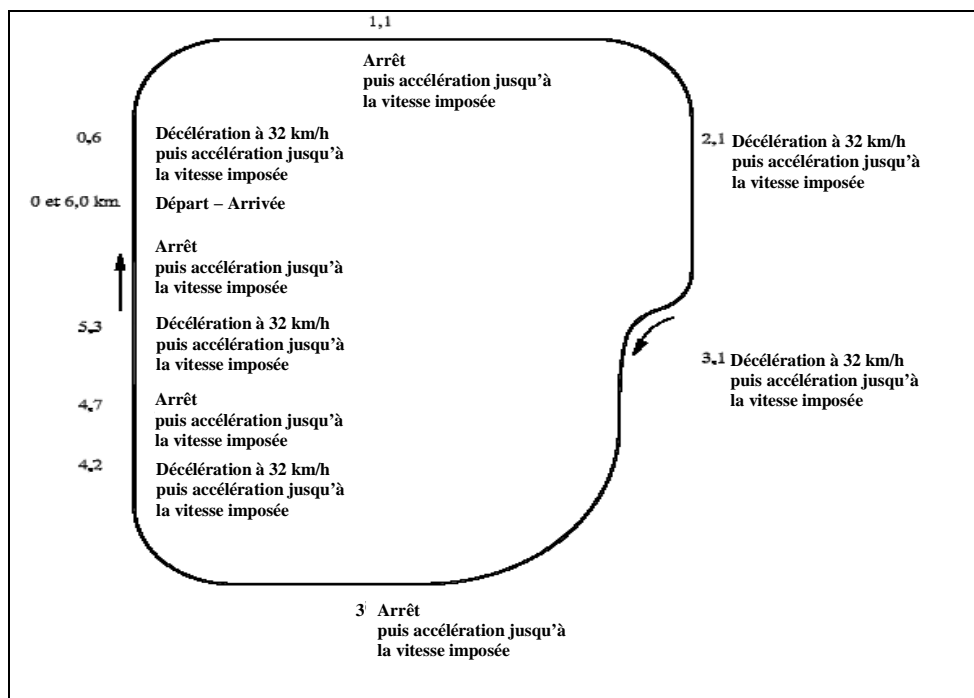 1,1
Arrêt
puis accélération jusqu'à
la vitesse imposée
0,6
Décélération à 32 km/h
puis accélération jusqu'à
la vitesse imposée
2,1 Décélération à 32 km/h
puis accélération jusqu'à
la vitesse imposée
0 et 6,0 km
Départ – Arrivée
Arrêt
puis accélération jusqu'à
la vitesse imposée
5,3
Décélération à 32 km/h
puis accélération jusqu'à
la vitesse imposée
3,1 Décélération à 32 km/h
puis accélération jusqu'à
la vitesse imposée
4,7
Arrêt
puis accélération jusqu'à
la vitesse imposée
4,2
Décélération à 32 km/h
puis accélération jusqu'à
la vitesse imposée
3 Arrêt
puis accélération jusqu'à
la vitesse imposée